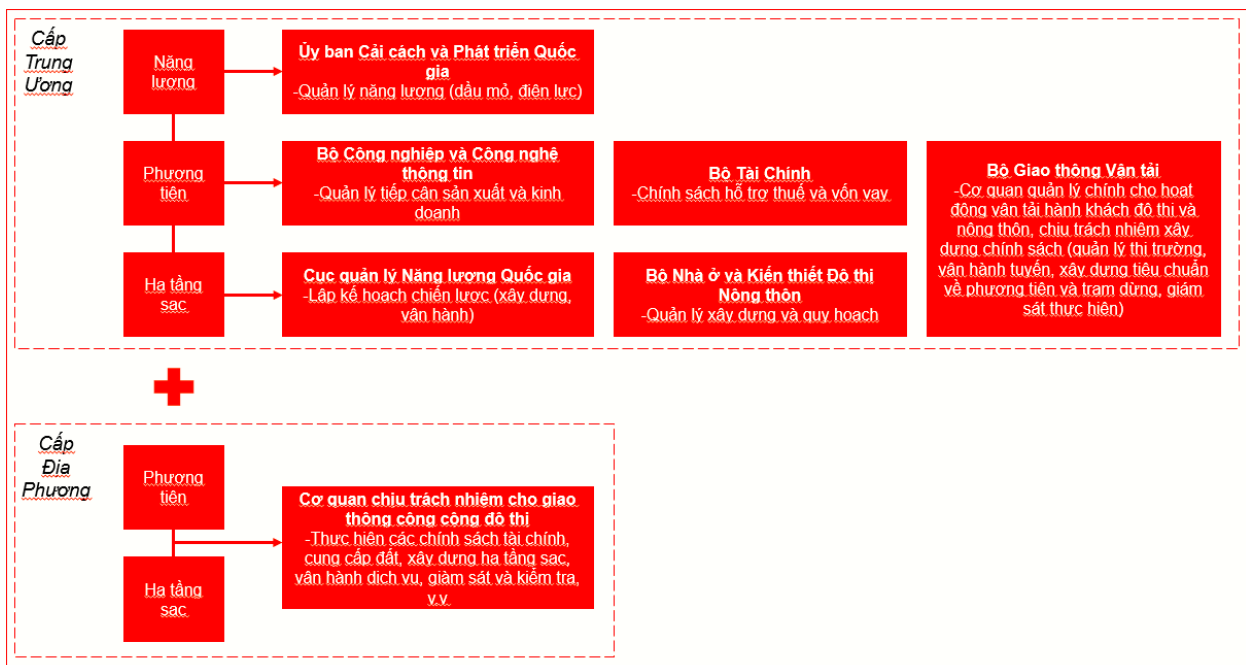 Cấp
Trung
Ương
Năng
lượng
Ủy ban Cải cách và Phát triển Quốc
gia
-Quản lý năng lượng (dầu mỏ, điện lực)
Phương
tiện
Bộ Công nghiệp và Công nghệ
thông tin
-Quản lý tiếp cận sản xuất và kinh
doanh
Bộ Tài Chính
-Chính sách hỗ trợ thuế và vốn vay
Bộ Giao thông Vận tải
-Cơ quan quản lý chính cho hoạt
động vận tải hành khách đô thị và
nông thôn, chịu trách nhiệm xây
dựng chính sách (quản lý thị trường,
vận hành tuyến, xây dựng tiêu chuẩn
về phương tiện và trạm dừng, giám
sát thực hiện)
Hạ tầng
sạc
Cục quản lý Năng lượng Quốc gia
-Lập kế hoạch chiến lược (xây dựng,
vận hành)
Bộ Nhà ở và Kiến thiết Đô thị
Nông thôn
-Quản lý xây dựng và quy hoạch
Cấp
Địa
Phương
Phương
tiện
Cơ quan chịu trách nhiệm cho giao
thông công cộng đô thị
-Thực hiện các chính sách tài chính,
cung cấp đất, xây dựng hạ tầng sạc,
vận hành dịch vụ, giàm sát và kiểm tra,
v.v
Hạ tầng
sạc